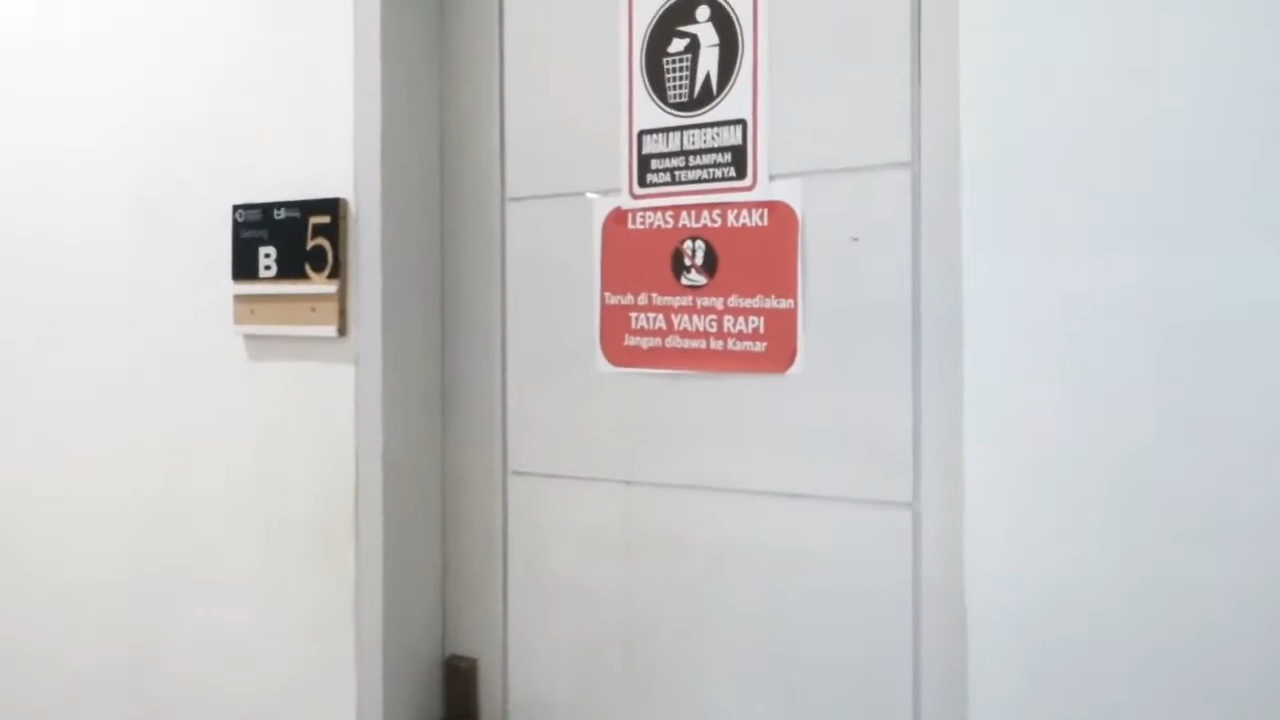 Gedung
B
5
JAGALAH KEBERSIHAN
BUANG SAMPAH
PADA TEMPATNYA
LEPAS ALAS KAKI
Taruh di Tempat yang disediakan
TATA YANG RAPI
Jangan dibawa ke Kamar